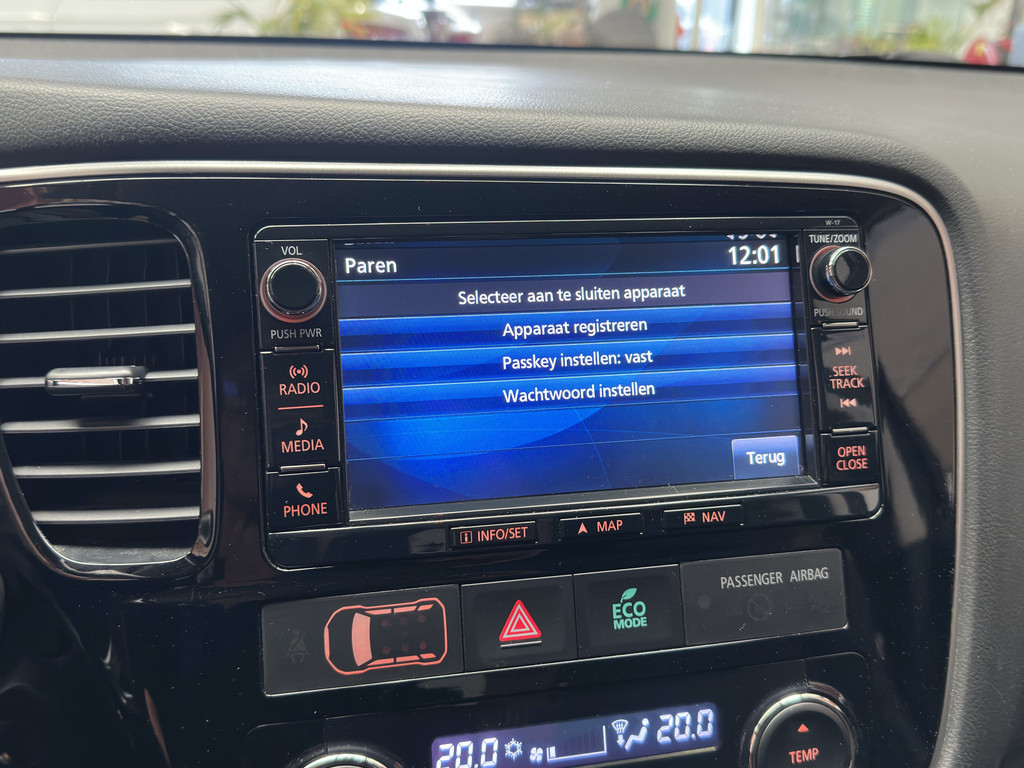 W-17
VOL
TUNE/ZOOM
Paren
12:01
PUSH PWR
PUSH SOUND
Selecteer aan te sluiten apparaat
Apparaat registreren
Passkey instellen: vast
Wachtwoord instellen
Terug
RADIO
MEDIA
PHONE
SEEK
TRACK
OPEN
CLOSE
INFO/SET
MAP
NAV
ECO
MODE
PASSENGER AIRBAG
20.0
20.0
TEMP